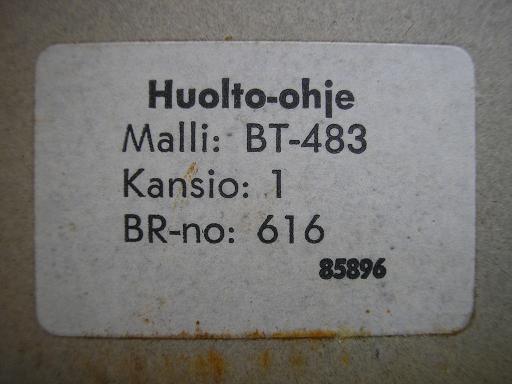 Huolto-ohje
Malli: BT-483
Kansio: 1
BR-no: 616
85896